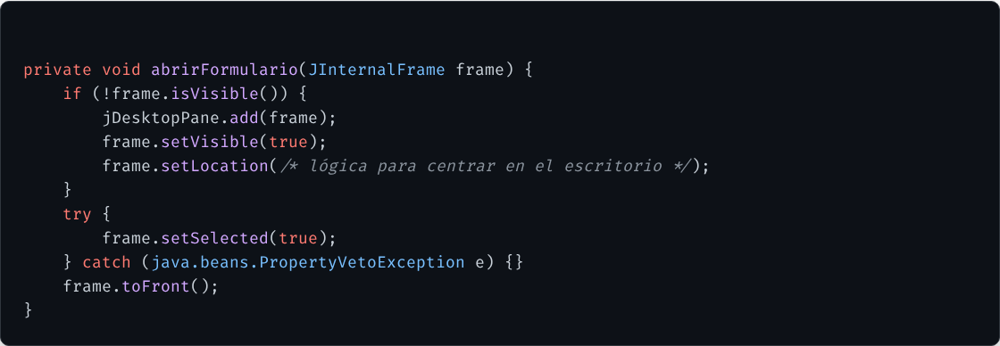 private void abrirFormulario(JInternalFrame frame) {
    if (!frame.isVisible()) {
        jDesktopPane.add(frame);
        frame.setVisible(true);
        frame.setLocation(/* lógica para centrar en el escritorio */);
    }
    try {
        frame.setSelected(true);
    } catch (java.beans.PropertyVetoException e) {}
    frame.toFront();
}